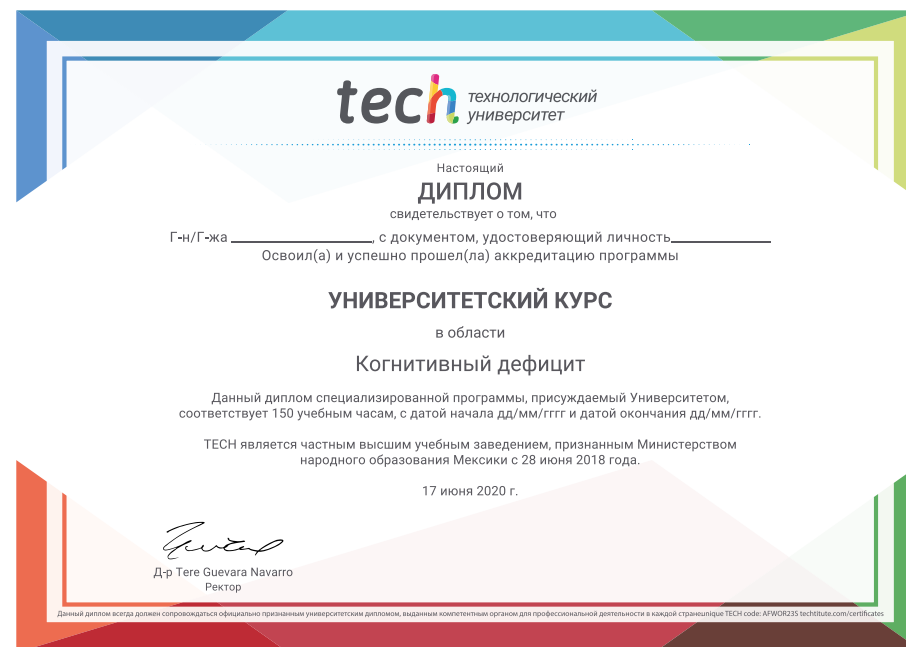 tech технологический
университет
Настоящий
ДИПЛОМ
свидетельствует о том, что
Г-н/Г-жа ____________, с документом, удостоверяющий личность____________
Освоил(а) и успешно прошел(ла) аккредитацию программы
УНИВЕРСИТЕТСКИЙ КУРС
в области
Когнитивный дефицит
Данный диплом специализированной программы, присуждаемый Университетом,
соответствует 150 учебным часам, с датой начала дд/мм/гггг и датой окончания дд/мм/гггг.
TECH является частным высшим учебным заведением, признанным Министерством
народного образования Мексики с 28 июня 2018 года.
17 июня 2020 г.
Д-р Tere Guevara Navarro
Ректор
Данный диплом всегда должен сопровождаться официально признанным университетским дипломом, выданным компетентным органом для профессиональной деятельности в каждой странеunique TECH code: AFWOR23S techtitute.com/certificates